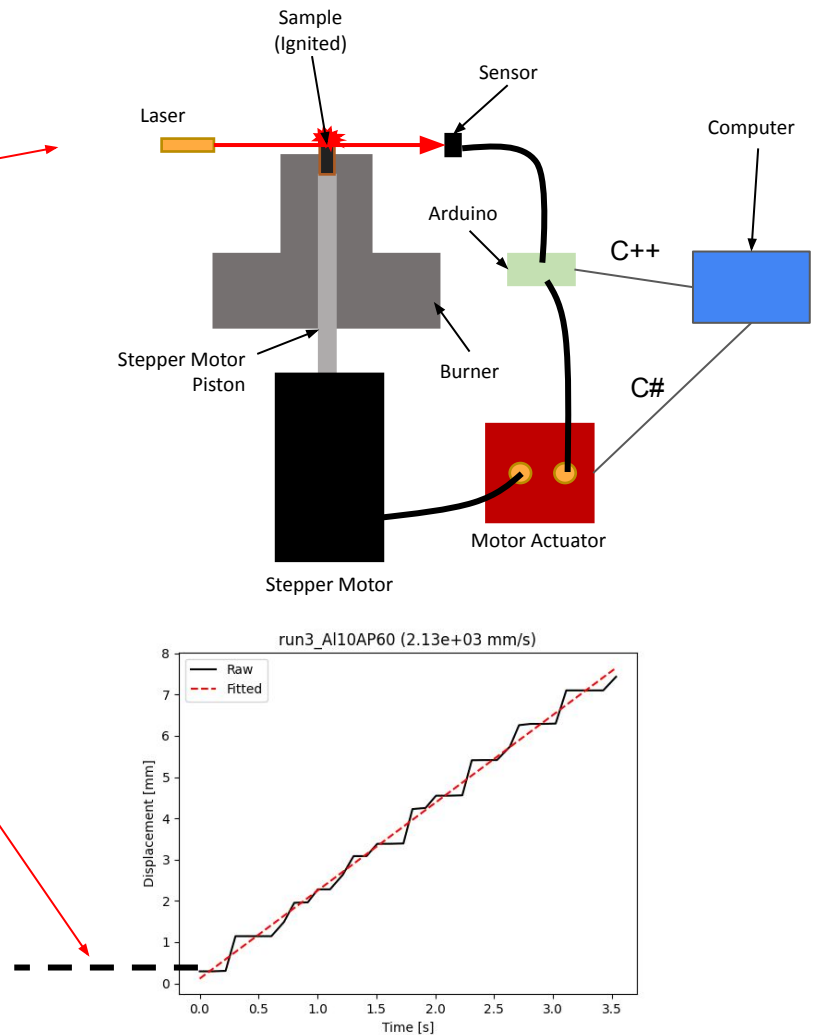 Sample
(Ignited)
Sensor
Laser
Computer
Arduino
C++
Stepper Motor
Piston
Burner
C#
Motor Actuator
Stepper Motor
run3_Al10AP60 (2.13e+03 mm/s)
8
Raw
Fitted
7
6
5
4
3
2
1
0
Displacement [mm]
0.0 0.5 1.0 1.5 2.0 2.5 3.0 3.5
Time [s]